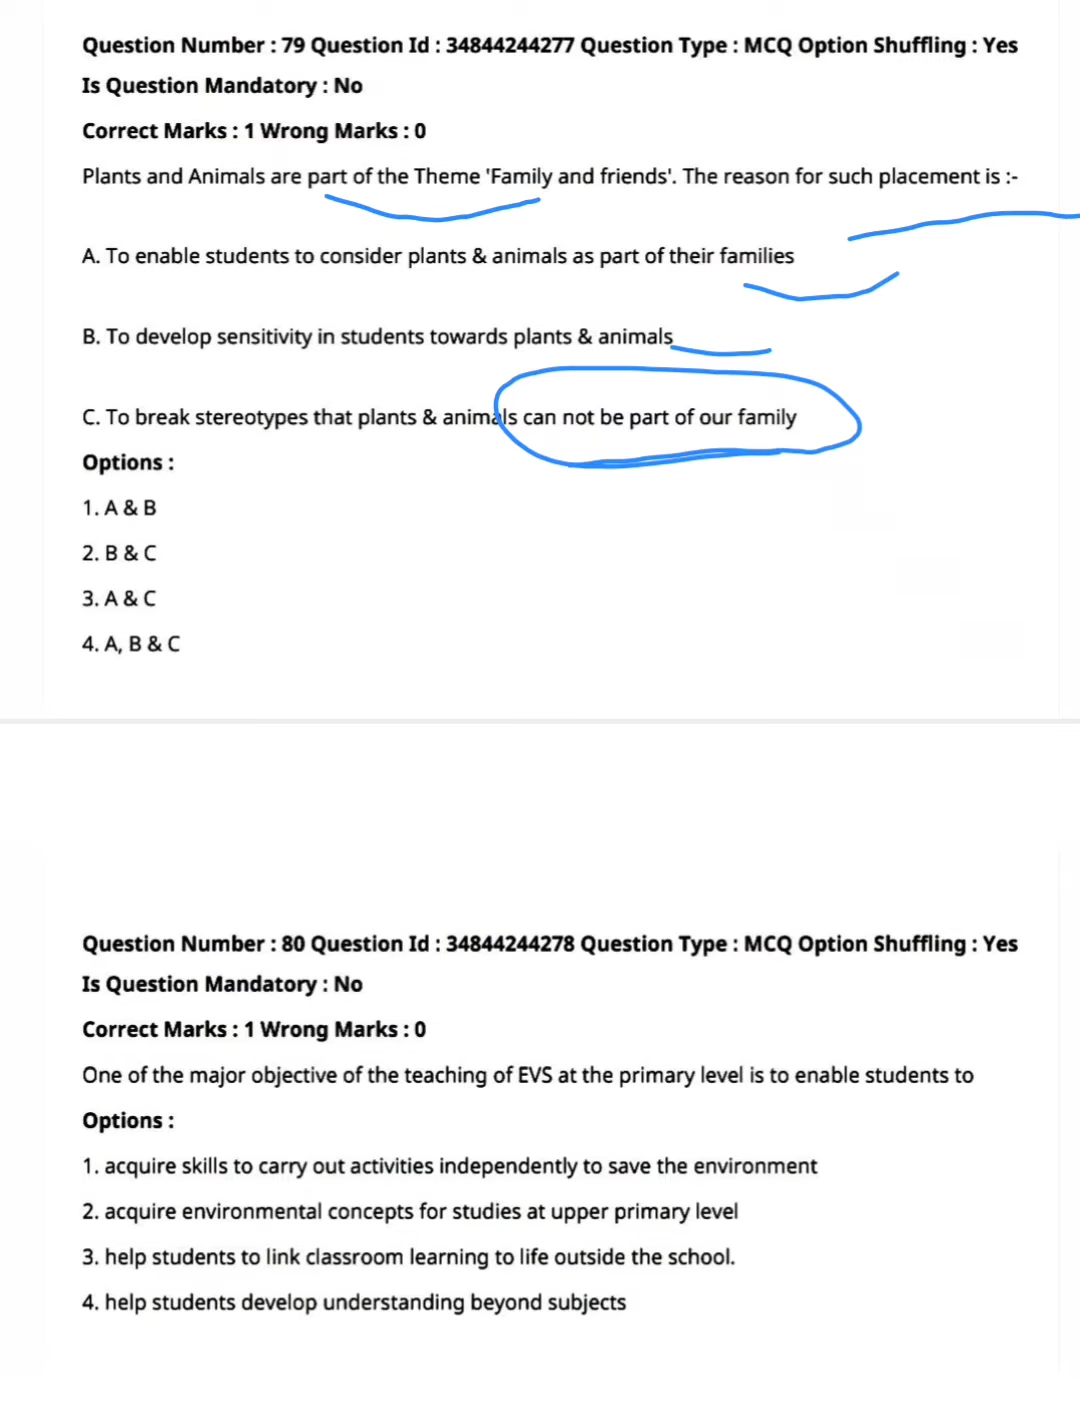 Question Number : 79 Question Id : 34844244277 Question Type : MCQ Option Shuffling : Yes
Is Question Mandatory : No
Correct Marks : 1 Wrong Marks : 0
Plants and Animals are part of the Theme 'Family and friends'. The reason for such placement is :-
A. To enable students to consider plants & animals as part of their families
B. To develop sensitivity in students towards plants & animals
C. To break stereotypes that plants & animals can not be part of our family
Options :
1. A & B
2. B & C
3. A & C
4. A, B & C
Question Number : 80 Question Id : 34844244278 Question Type : MCQ Option Shuffling : Yes
Is Question Mandatory : No
Correct Marks : 1 Wrong Marks : 0
One of the major objective of the teaching of EVS at the primary level is to enable students to
Options :
1. acquire skills to carry out activities independently to save the environment
2. acquire environmental concepts for studies at upper primary level
3. help students to link classroom learning to life outside the school.
4. help students develop understanding beyond subjects